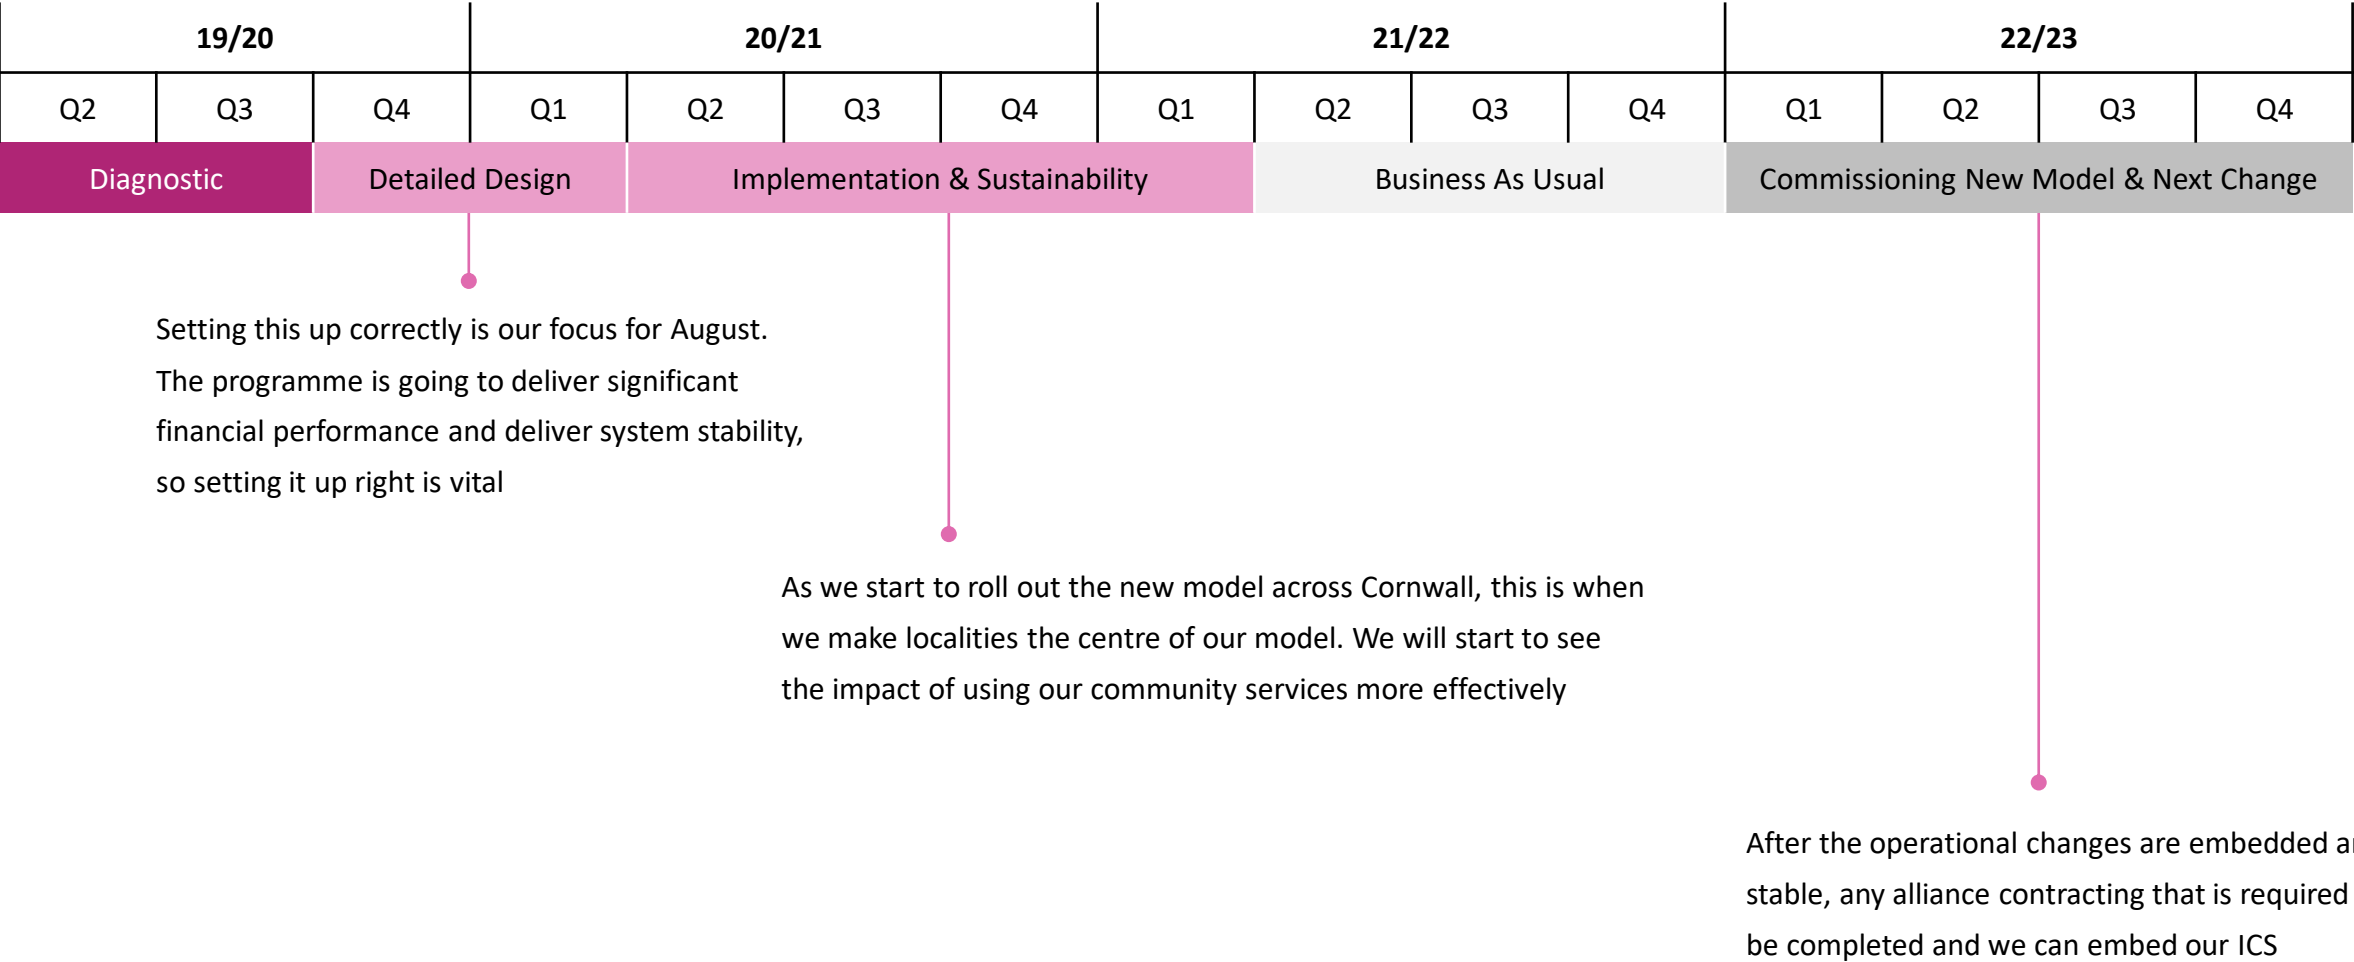 19/20 20/21 21/22 22/23
Q2 Q3 Q4 Q1 Q2 Q3 Q4 Q1 Q2 Q3 Q4 Q1 Q2 Q3 Q4
Diagnostic Detailed Design Implementation & Sustainability Business As Usual Commissioning New Model & Next Change
Setting this up correctly is our focus for August.
The programme is going to deliver significant
financial performance and deliver system stability,
so setting it up right is vital
As we start to roll out the new model across Cornwall, this is when
we make localities the centre of our model. We will start to see
the impact of using our community services more effectively
After the operational changes are embedded
stable, any alliance contracting that is required
be completed and we can embed our ICS